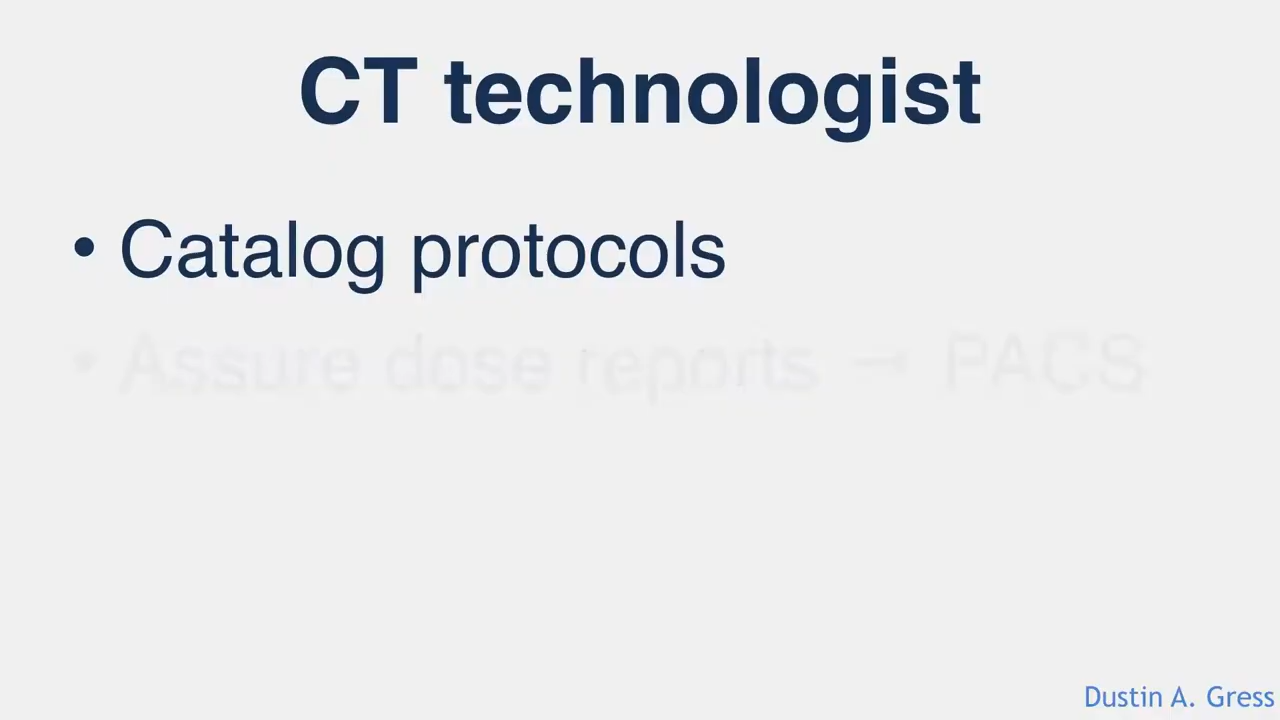 CT technologist
• Catalog protocols
• Assure dose reports → PACS
Dustin A. Gress